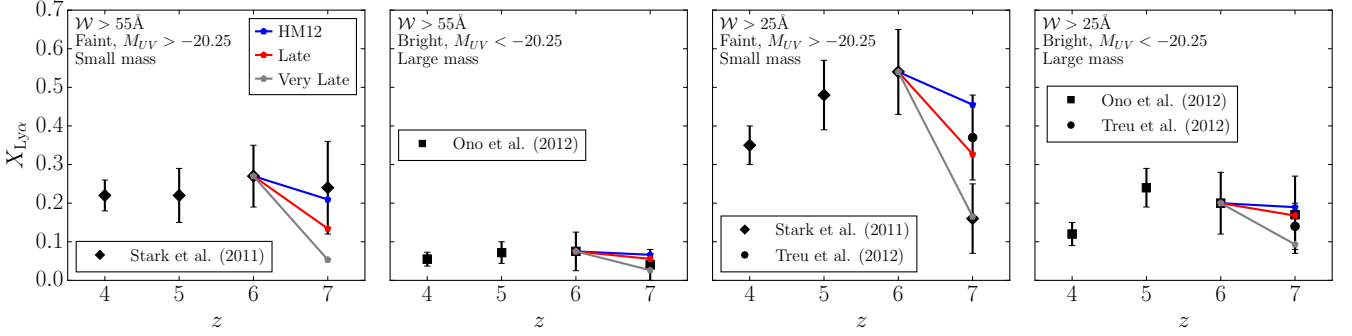 0.7
0.6
0.5
0.4
0.3
0.2
0.1
0.0
X_Lyα
𝒲 > 55Å
Faint, M_UV > −20.25
Small mass
HM12
Late
Very Late
Stark et al. (2011)
4 5 6 7
z
𝒲 > 55Å
Bright, M_UV < −20.25
Large mass
Ono et al. (2012)
4 5 6 7
z
𝒲 > 25Å
Faint, M_UV > −20.25
Small mass
Stark et al. (2011)
Treu et al. (2012)
4 5 6 7
z
𝒲 > 25Å
Bright, M_UV < −20.25
Large mass
Ono et al. (2012)
Treu et al. (2012)
4 5 6 7
z